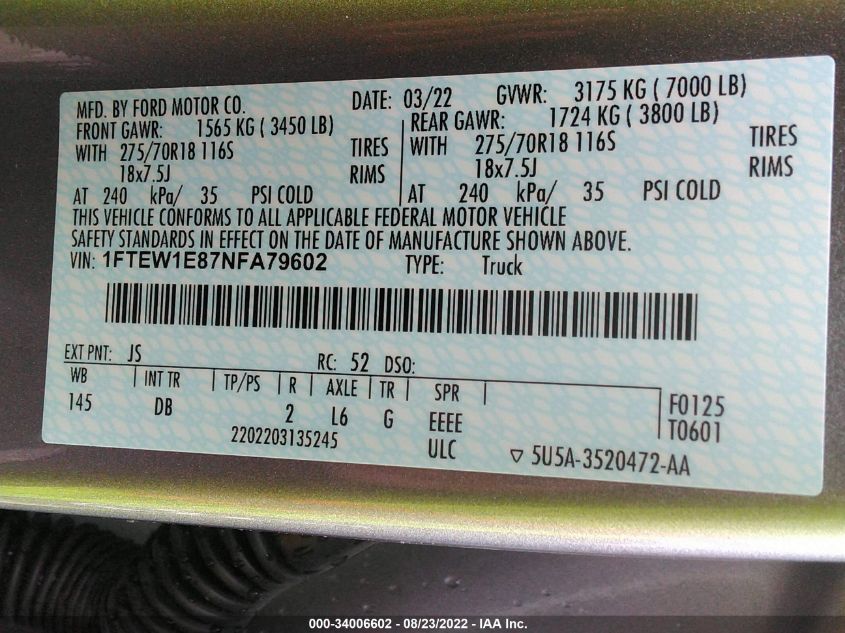 MFD. BY FORD MOTOR CO. DATE: 03/22 GVWR: 3175 KG ( 7000 LB)
FRONT GAWR: 1565 KG ( 3450 LB) REAR GAWR: 1724 KG ( 3800 LB)
WITH 275/70R18 116S TIRES WITH 275/70R18 116S TIRES
18x7.5J RIMS 18x7.5J RIMS
AT 240 kPa/ 35 PSI COLD AT 240 kPa/ 35 PSI COLD
THIS VEHICLE CONFORMS TO ALL APPLICABLE FEDERAL MOTOR VEHICLE
SAFETY STANDARDS IN EFFECT ON THE DATE OF MANUFACTURE SHOWN ABOVE.
VIN: 1FTEW1E87NFA79602 TYPE: Truck
EXT PNT: JS RC: 52 DSO:
WB INT TR TP/PS R AXLE TR SPR
145 DB 2 L6 G EEEE F0125
2202203135245 ULC T0601
5U5A-3520472-AA
000-34006602 - 08/23/2022 - IAA Inc.